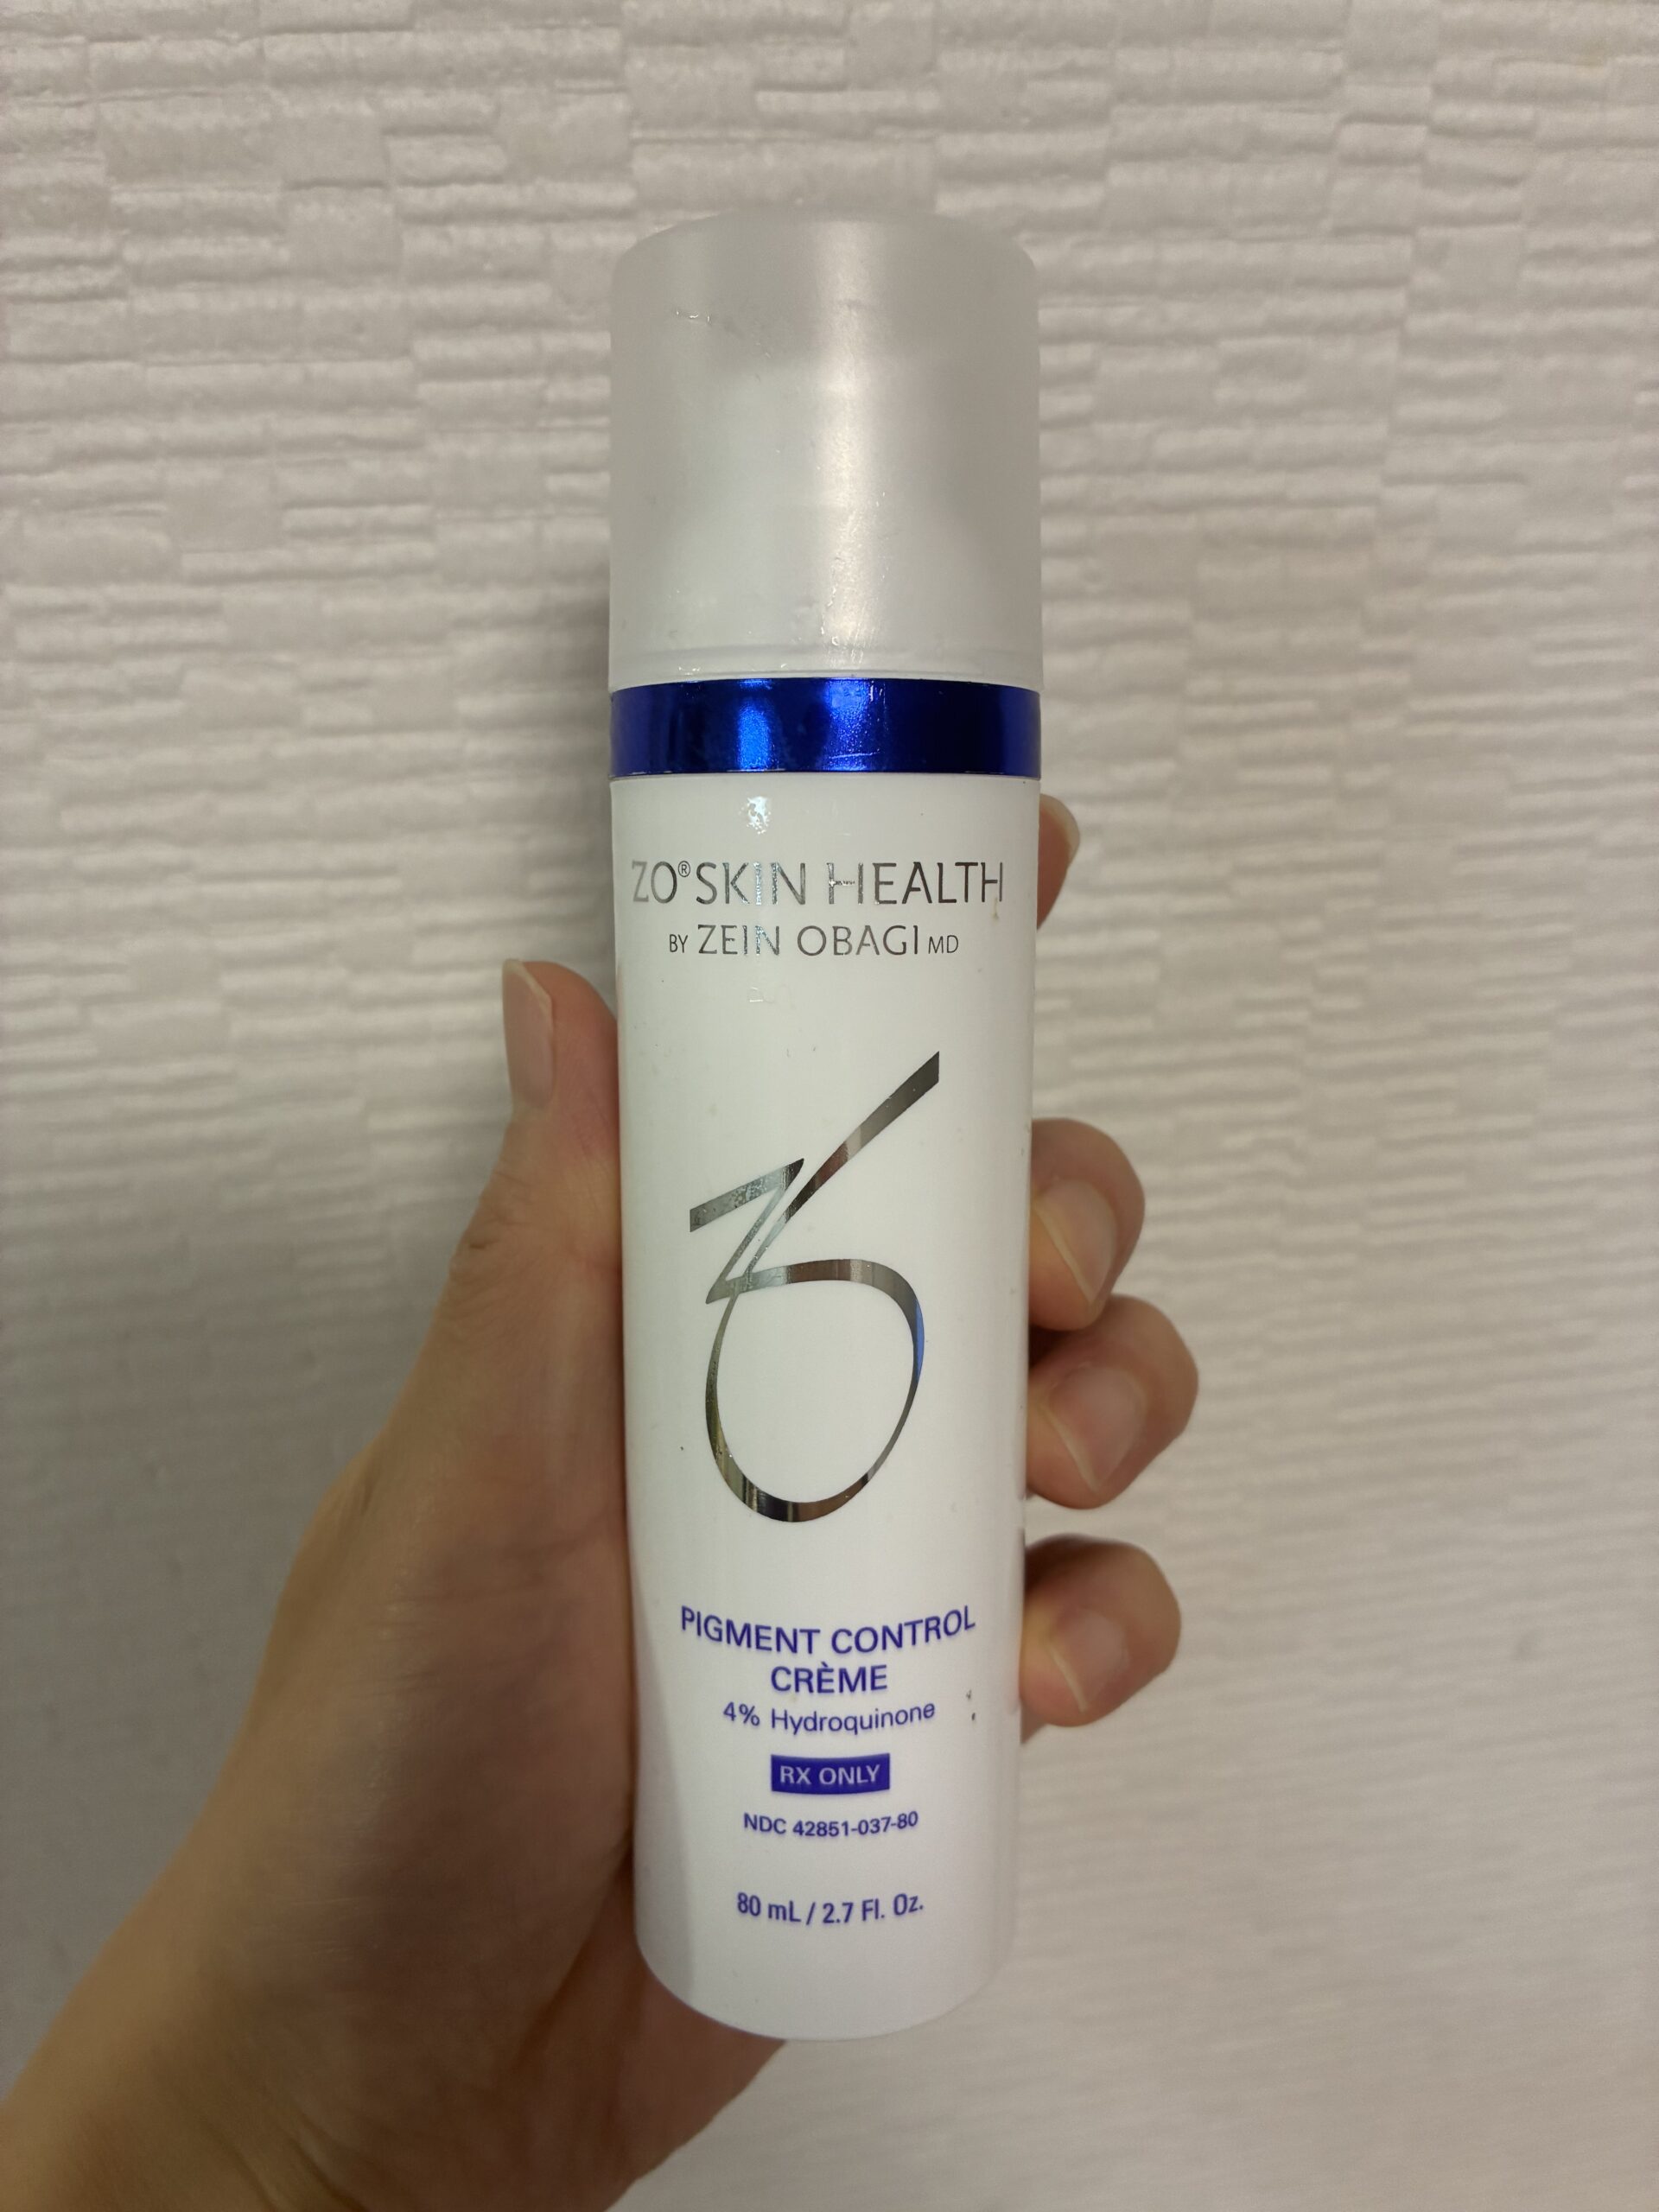 ZO® SKIN HEALTH
BY ZEIN OBAGI MD
PIGMENT CONTROL
CRÈME
4% Hydroquinone
RX ONLY
NDC 42851-037-80
80 mL / 2.7 Fl. Oz.